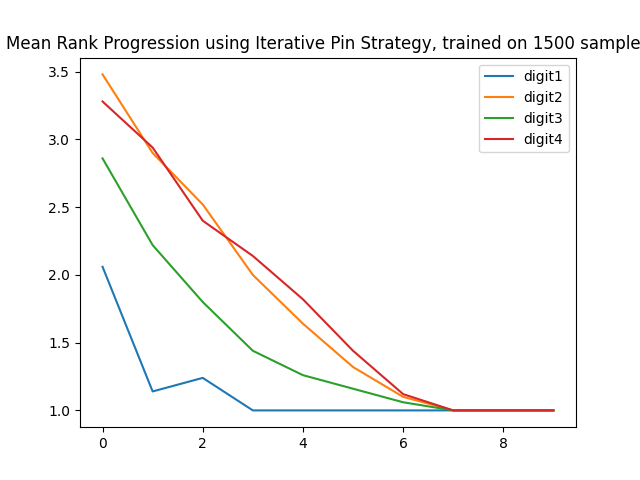 Mean Rank Progression using Iterative Pin Strategy, trained on 1500 sample
3.5
3.0
2.5
2.0
1.5
1.0
0
2
4
6
8
digit1
digit2
digit3
digit4